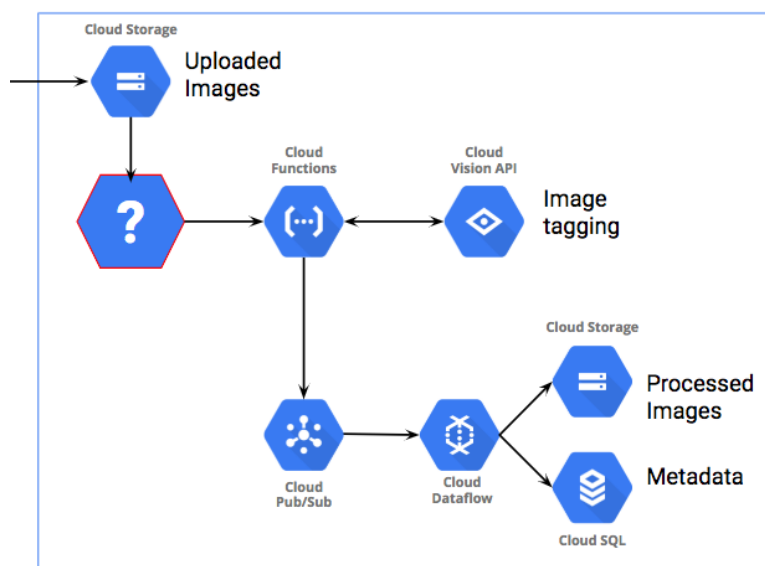 Cloud Storage
Uploaded
Images
?
Cloud
Functions
Cloud
Vision API
Image
tagging
Cloud Storage
Processed
Images
Cloud
Pub/Sub
Cloud
Dataflow
Metadata
Cloud SQL